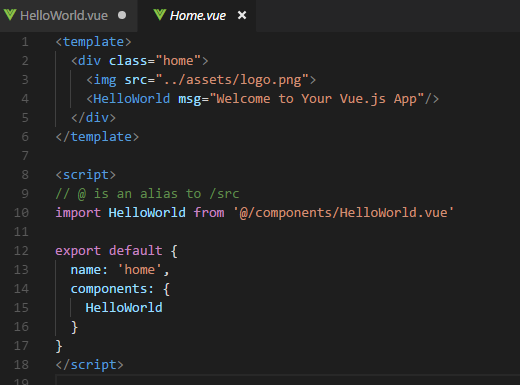 HelloWorld.vue Home.vue
1 <template>
2 <div class="home">
3 <img src="../assets/logo.png">
4 <HelloWorld msg="Welcome to Your Vue.js App"/>
5 </div>
6 </template>
7
8 <script>
9 // @ is an alias to /src
10 import HelloWorld from '@/components/HelloWorld.vue'
11
12 export default {
13 name: 'home',
14 components: {
15 HelloWorld
16 }
17 }
18 </script>
19